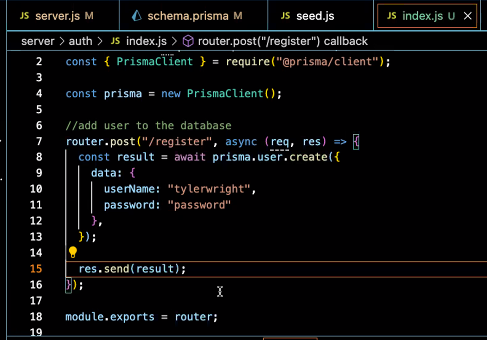 JS server.js M schema.prisma M JS seed.js JS index.js U ×
server > auth > JS index.js > router.post("/register") callback
2 const { PrismaClient } = require("@prisma/client");
3
4 const prisma = new PrismaClient();
5
6 //add user to the database
7 router.post("/register", async (req, res) => {
8 const result = await prisma.user.create({
9 data: {
10 userName: "tylerwright",
11 password: "password"
12 },
13 });
14
15 res.send(result);
16 });
17
18 module.exports = router;
19